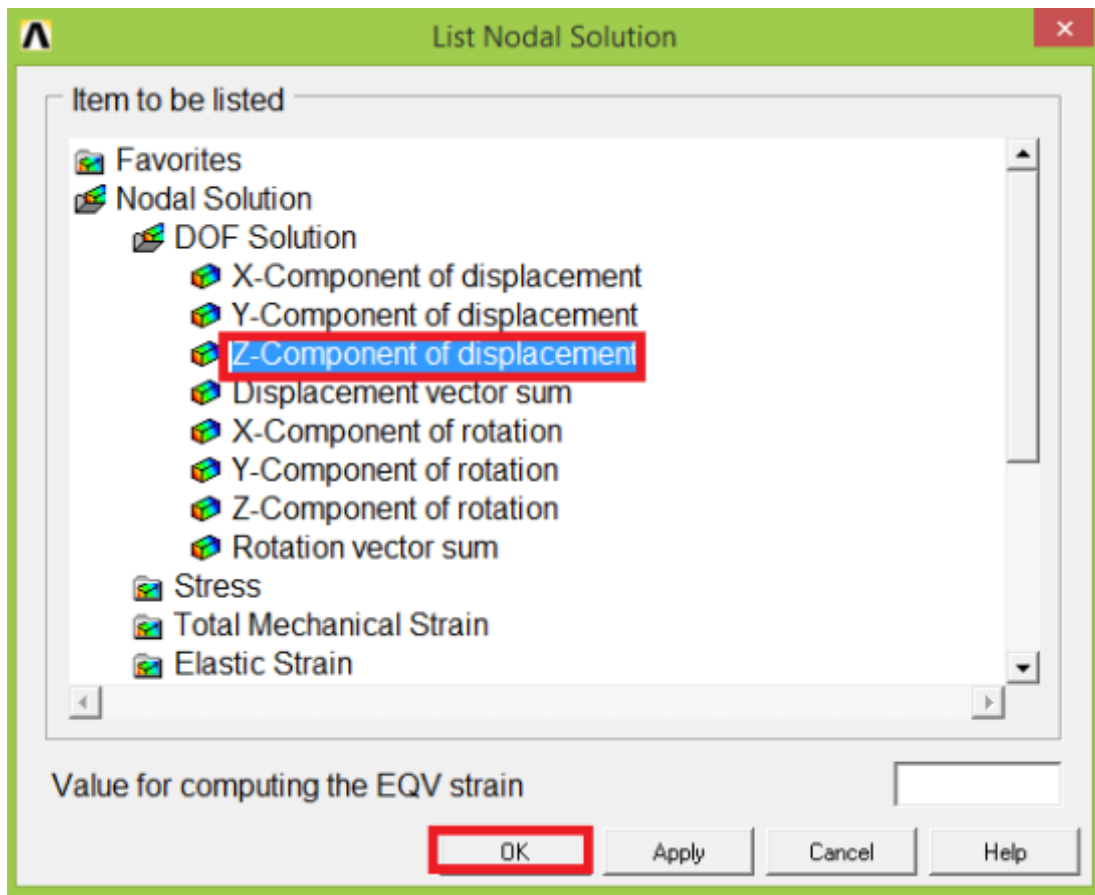 List Nodal Solution
Item to be listed
Favorites
Nodal Solution
DOF Solution
X-Component of displacement
Y-Component of displacement
Z-Component of displacement
Displacement vector sum
X-Component of rotation
Y-Component of rotation
Z-Component of rotation
Rotation vector sum
Stress
Total Mechanical Strain
Elastic Strain
Value for computing the EQV strain
OK Apply Cancel Help